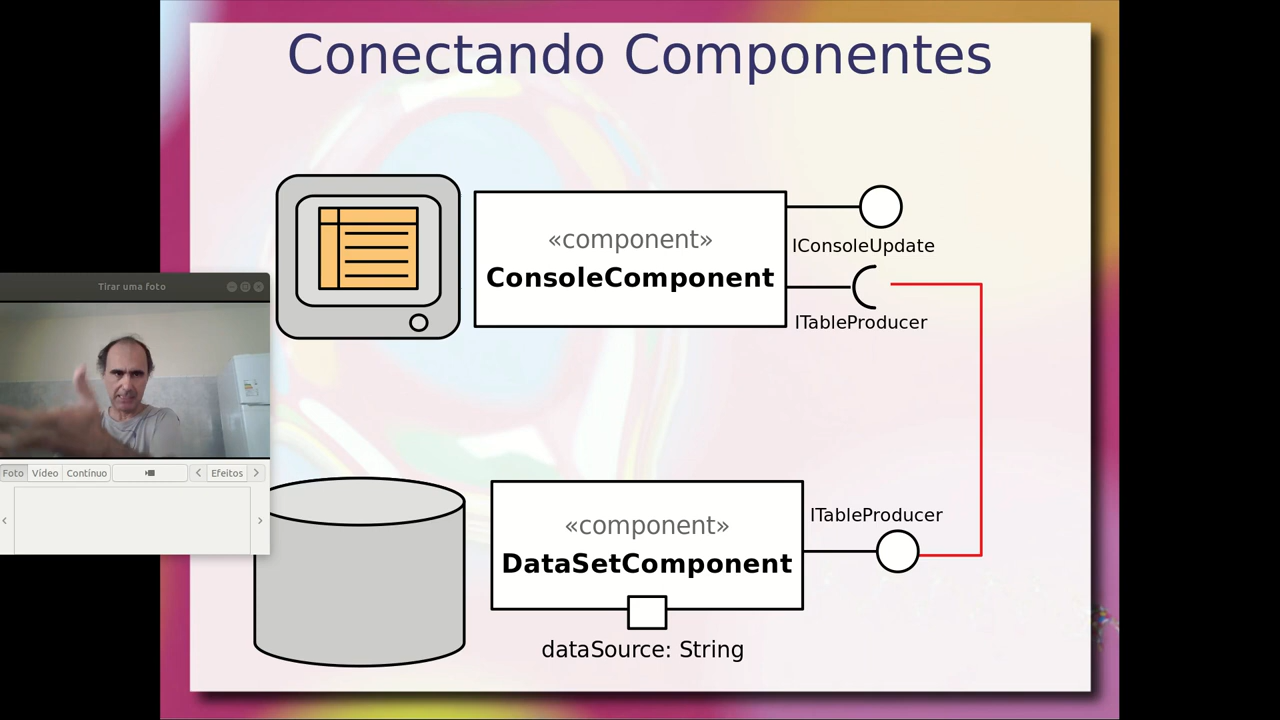 Conectando Componentes
«component»
ConsoleComponent
IConsoleUpdate
ITableProducer
Tirar uma foto
Foto Vídeo Contínuo Efeitos
«component»
DataSetComponent
ITableProducer
dataSource: String